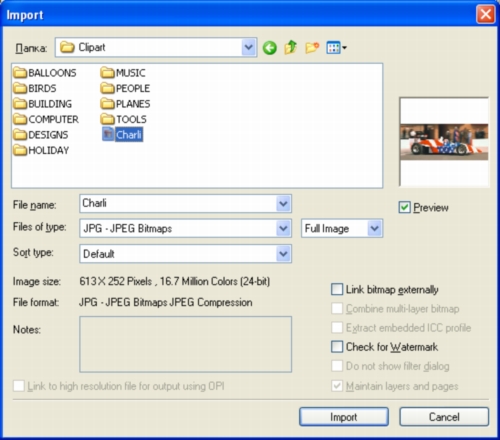 Import
Папка: Clipart
BALLOONS
BIRDS
BUILDING
COMPUTER
DESIGNS
HOLIDAY
MUSIC
PEOPLE
PLANES
TOOLS
Charli
File name: Charli
Preview
Files of type: JPG - JPEG Bitmaps Full Image
Sort type: Default
Image size: 613 X 252 Pixels , 16.7 Million Colors (24-bit)
File format: JPG - JPEG Bitmaps JPEG Compression
Notes:
Link bitmap externally
Combine multi-layer bitmap
Extract embedded ICC profile
Check for Watermark
Do not show filter dialog
Link to high resolution file for output using OPI
Maintain layers and pages
Import Cancel